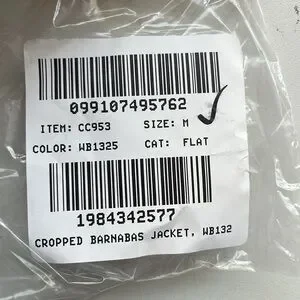 099107495762
ITEM: CC953 SIZE: M
COLOR: WB1325 CAT: FLAT
1984342577
CROPPED BARNABAS JACKET, WB132